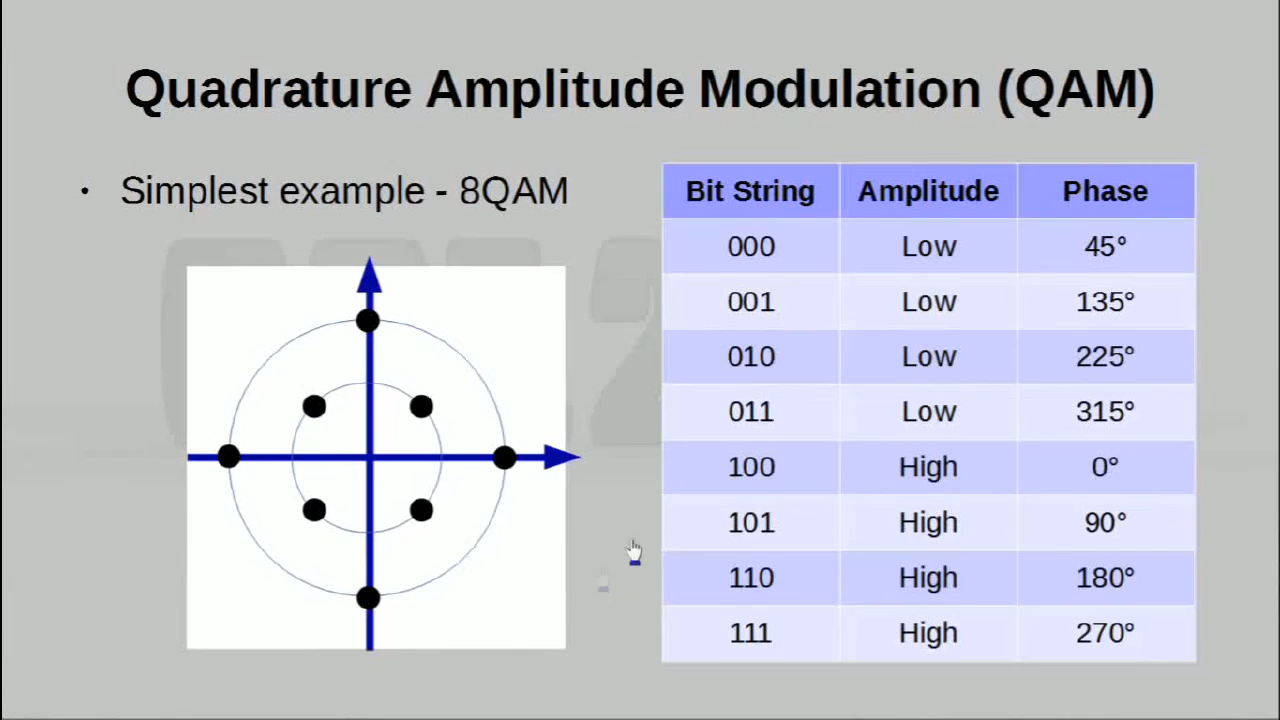 Quadrature Amplitude Modulation (QAM)
• Simplest example - 8QAM
Bit String Amplitude Phase
000 Low 45°
001 Low 135°
010 Low 225°
011 Low 315°
100 High 0°
101 High 90°
110 High 180°
111 High 270°